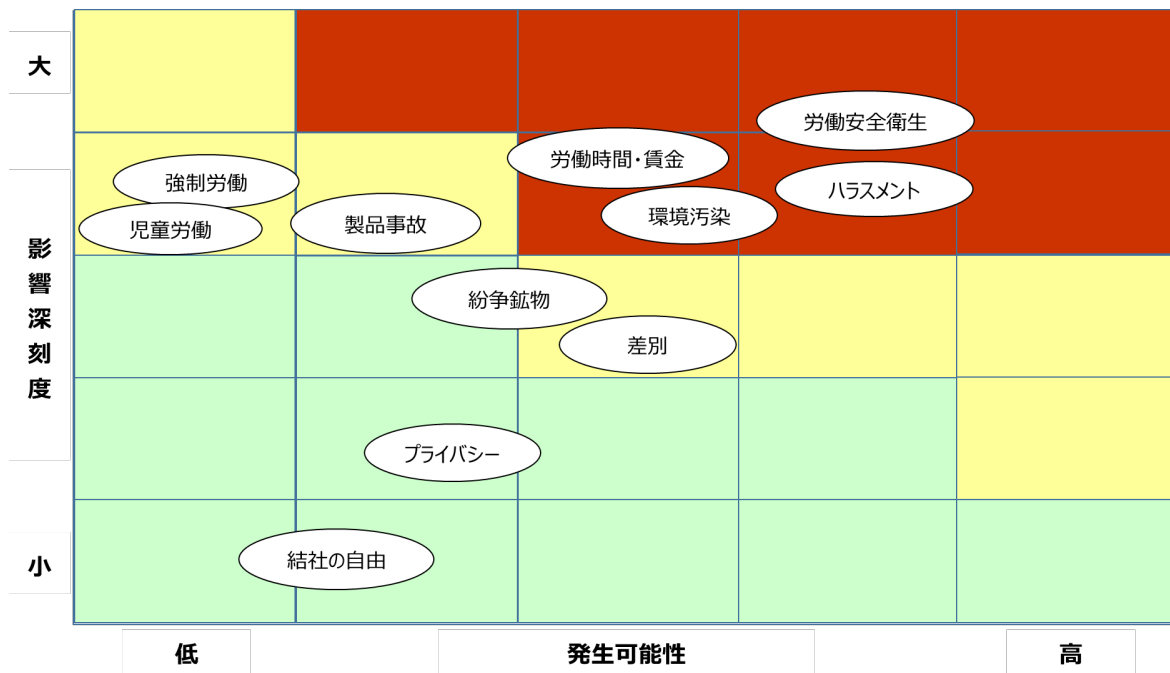 大
労働安全衛生
労働時間・賃金
強制労働
ハラスメント
環境汚染
児童労働
製品事故
影響深刻度
紛争鉱物
差別
プライバシー
結社の自由
小
低
発生可能性
高